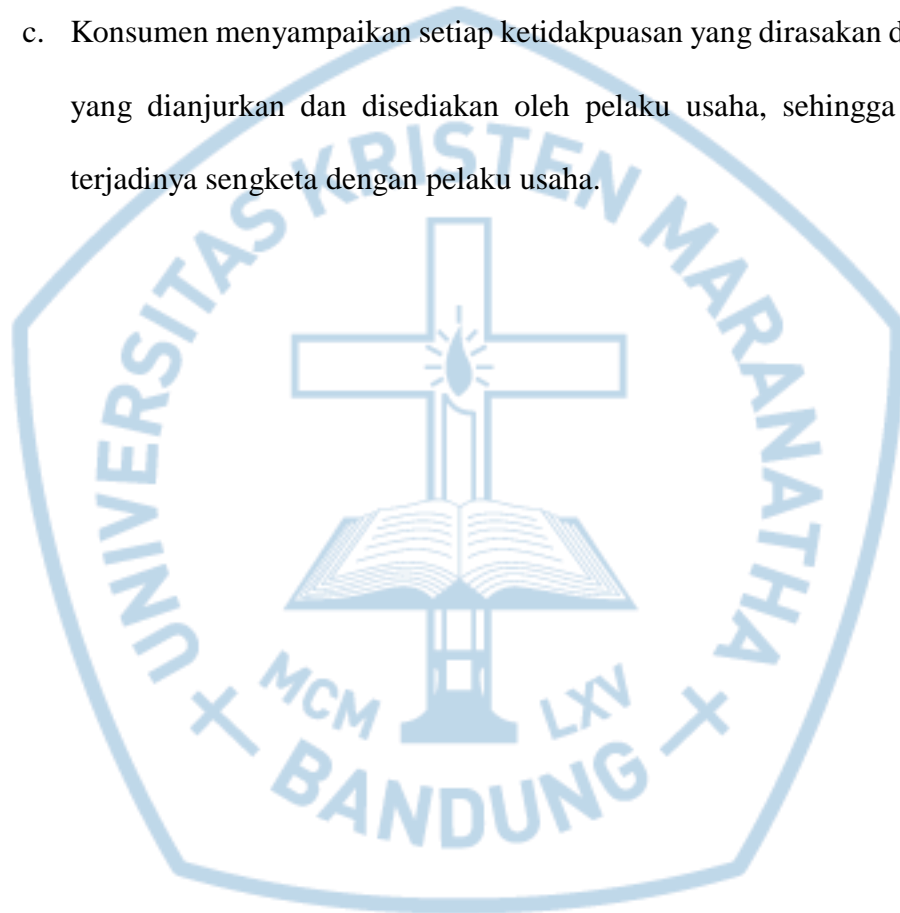 c. Konsumen menyampaikan setiap ketidakpuasan yang dirasakan
yang dianjurkan dan disediakan oleh pelaku usaha, sehingga
terjadinya sengketa dengan pelaku usaha.
UNIVERSITAS KRISTEN MARANATHA
MCM LXV
BANDUNG